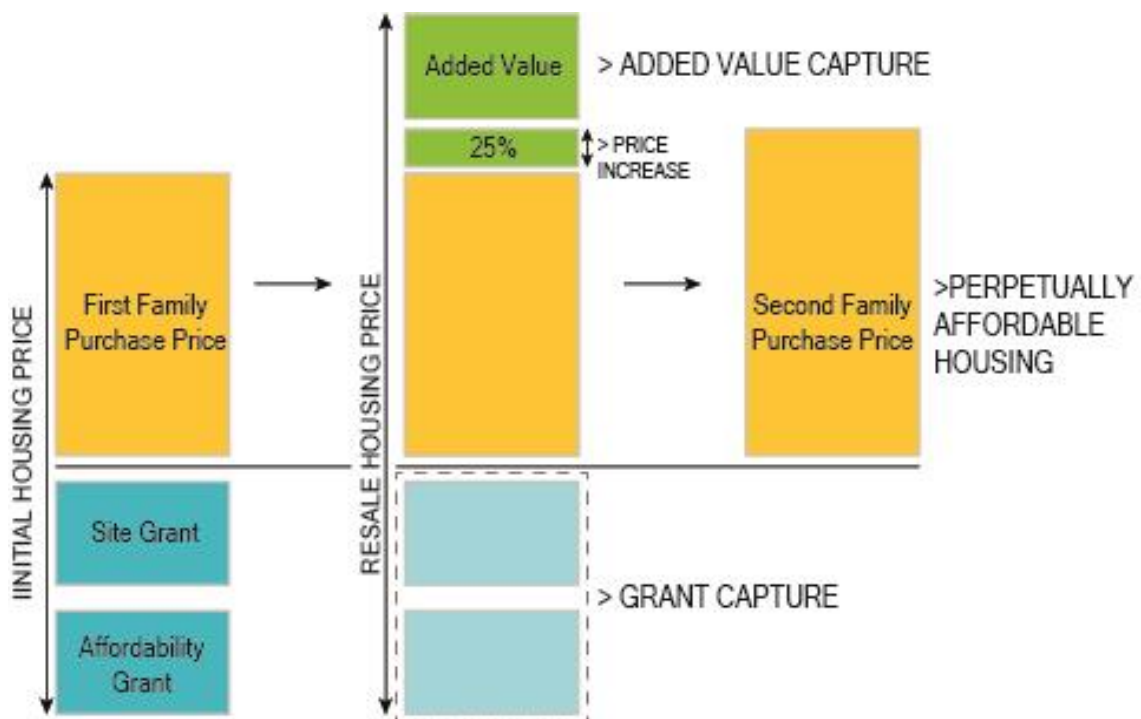 Added Value
> ADDED VALUE CAPTURE
25%
> PRICE
INCREASE
IINITIAL HOUSING PRICE
First Family
Purchase Price
RESALE HOUSING PRICE
Second Family
Purchase Price
>PERPETUALLY
AFFORDABLE
HOUSING
Site Grant
> GRANT CAPTURE
Affordability
Grant